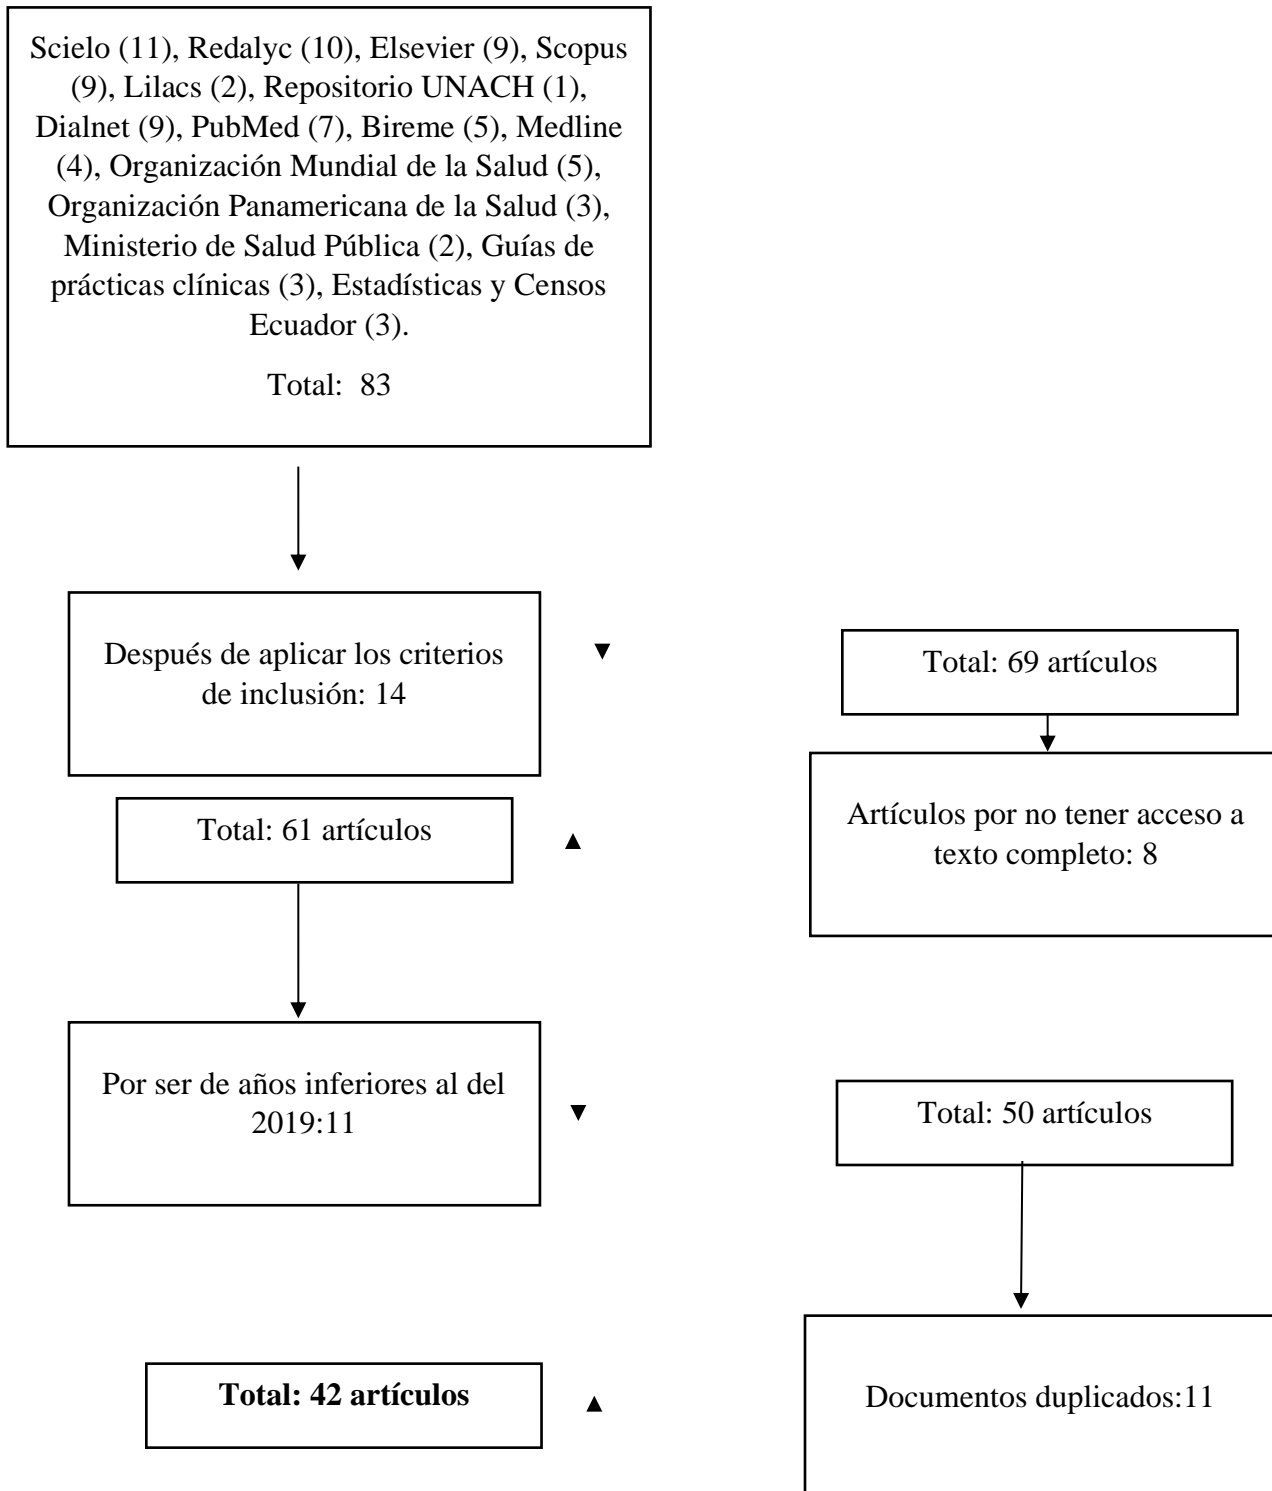 Scielo (11), Redalyc (10), Elsevier (9), Scopus
(9), Lilacs (2), Repositorio UNACH (1),
Dialnet (9), PubMed (7), Bireme (5), Medline
(4), Organización Mundial de la Salud (5),
Organización Panamericana de la Salud (3),
Ministerio de Salud Pública (2), Guías de
prácticas clínicas (3), Estadísticas y Censos
Ecuador (3).
Total: 83
Después de aplicar los criterios
de inclusión: 14
Total: 69 artículos
Artículos por no tener acceso a
texto completo: 8
Total: 61 artículos
Por ser de años inferiores al del
2019:11
Total: 50 artículos
Documentos duplicados:11
Total: 42 artículos